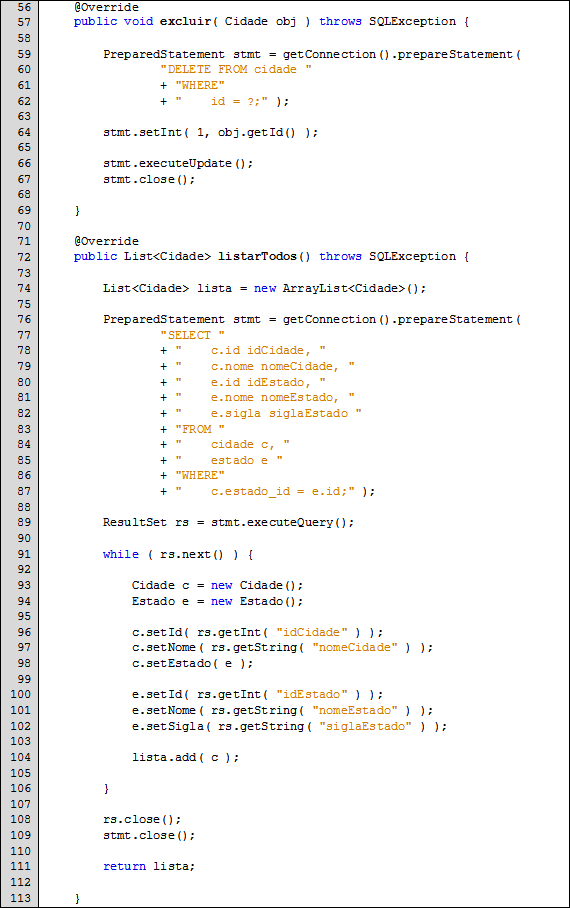 56     @Override
57     public void excluir( Cidade obj ) throws SQLException {
58
59         PreparedStatement stmt = getConnection().prepareStatement(
60                 "DELETE FROM cidade "
61                 + "WHERE"
62                 + "    id = ?;" );
63
64         stmt.setInt( 1, obj.getId() );
65
66         stmt.executeUpdate();
67         stmt.close();
68
69     }
70
71     @Override
72     public List<Cidade> listarTodos() throws SQLException {
73
74         List<Cidade> lista = new ArrayList<Cidade>();
75
76         PreparedStatement stmt = getConnection().prepareStatement(
77                 "SELECT "
78                 + "    c.id idCidade, "
79                 + "    c.nome nomeCidade, "
80                 + "    e.id idEstado, "
81                 + "    e.nome nomeEstado, "
82                 + "    e.sigla siglaEstado "
83                 + "FROM "
84                 + "    cidade c, "
85                 + "    estado e "
86                 + "WHERE"
87                 + "    c.estado_id = e.id;" );
88
89         ResultSet rs = stmt.executeQuery();
90
91         while ( rs.next() ) {
92
93             Cidade c = new Cidade();
94             Estado e = new Estado();
95
96             c.setId( rs.getInt( "idCidade" ) );
97             c.setNome( rs.getString( "nomeCidade" ) );
98             c.setEstado( e );
99
100             e.setId( rs.getInt( "idEstado" ) );
101             e.setNome( rs.getString( "nomeEstado" ) );
102             e.setSigla( rs.getString( "siglaEstado" ) );
103
104             lista.add( c );
105
106         }
107
108         rs.close();
109         stmt.close();
110
111         return lista;
112
113     }